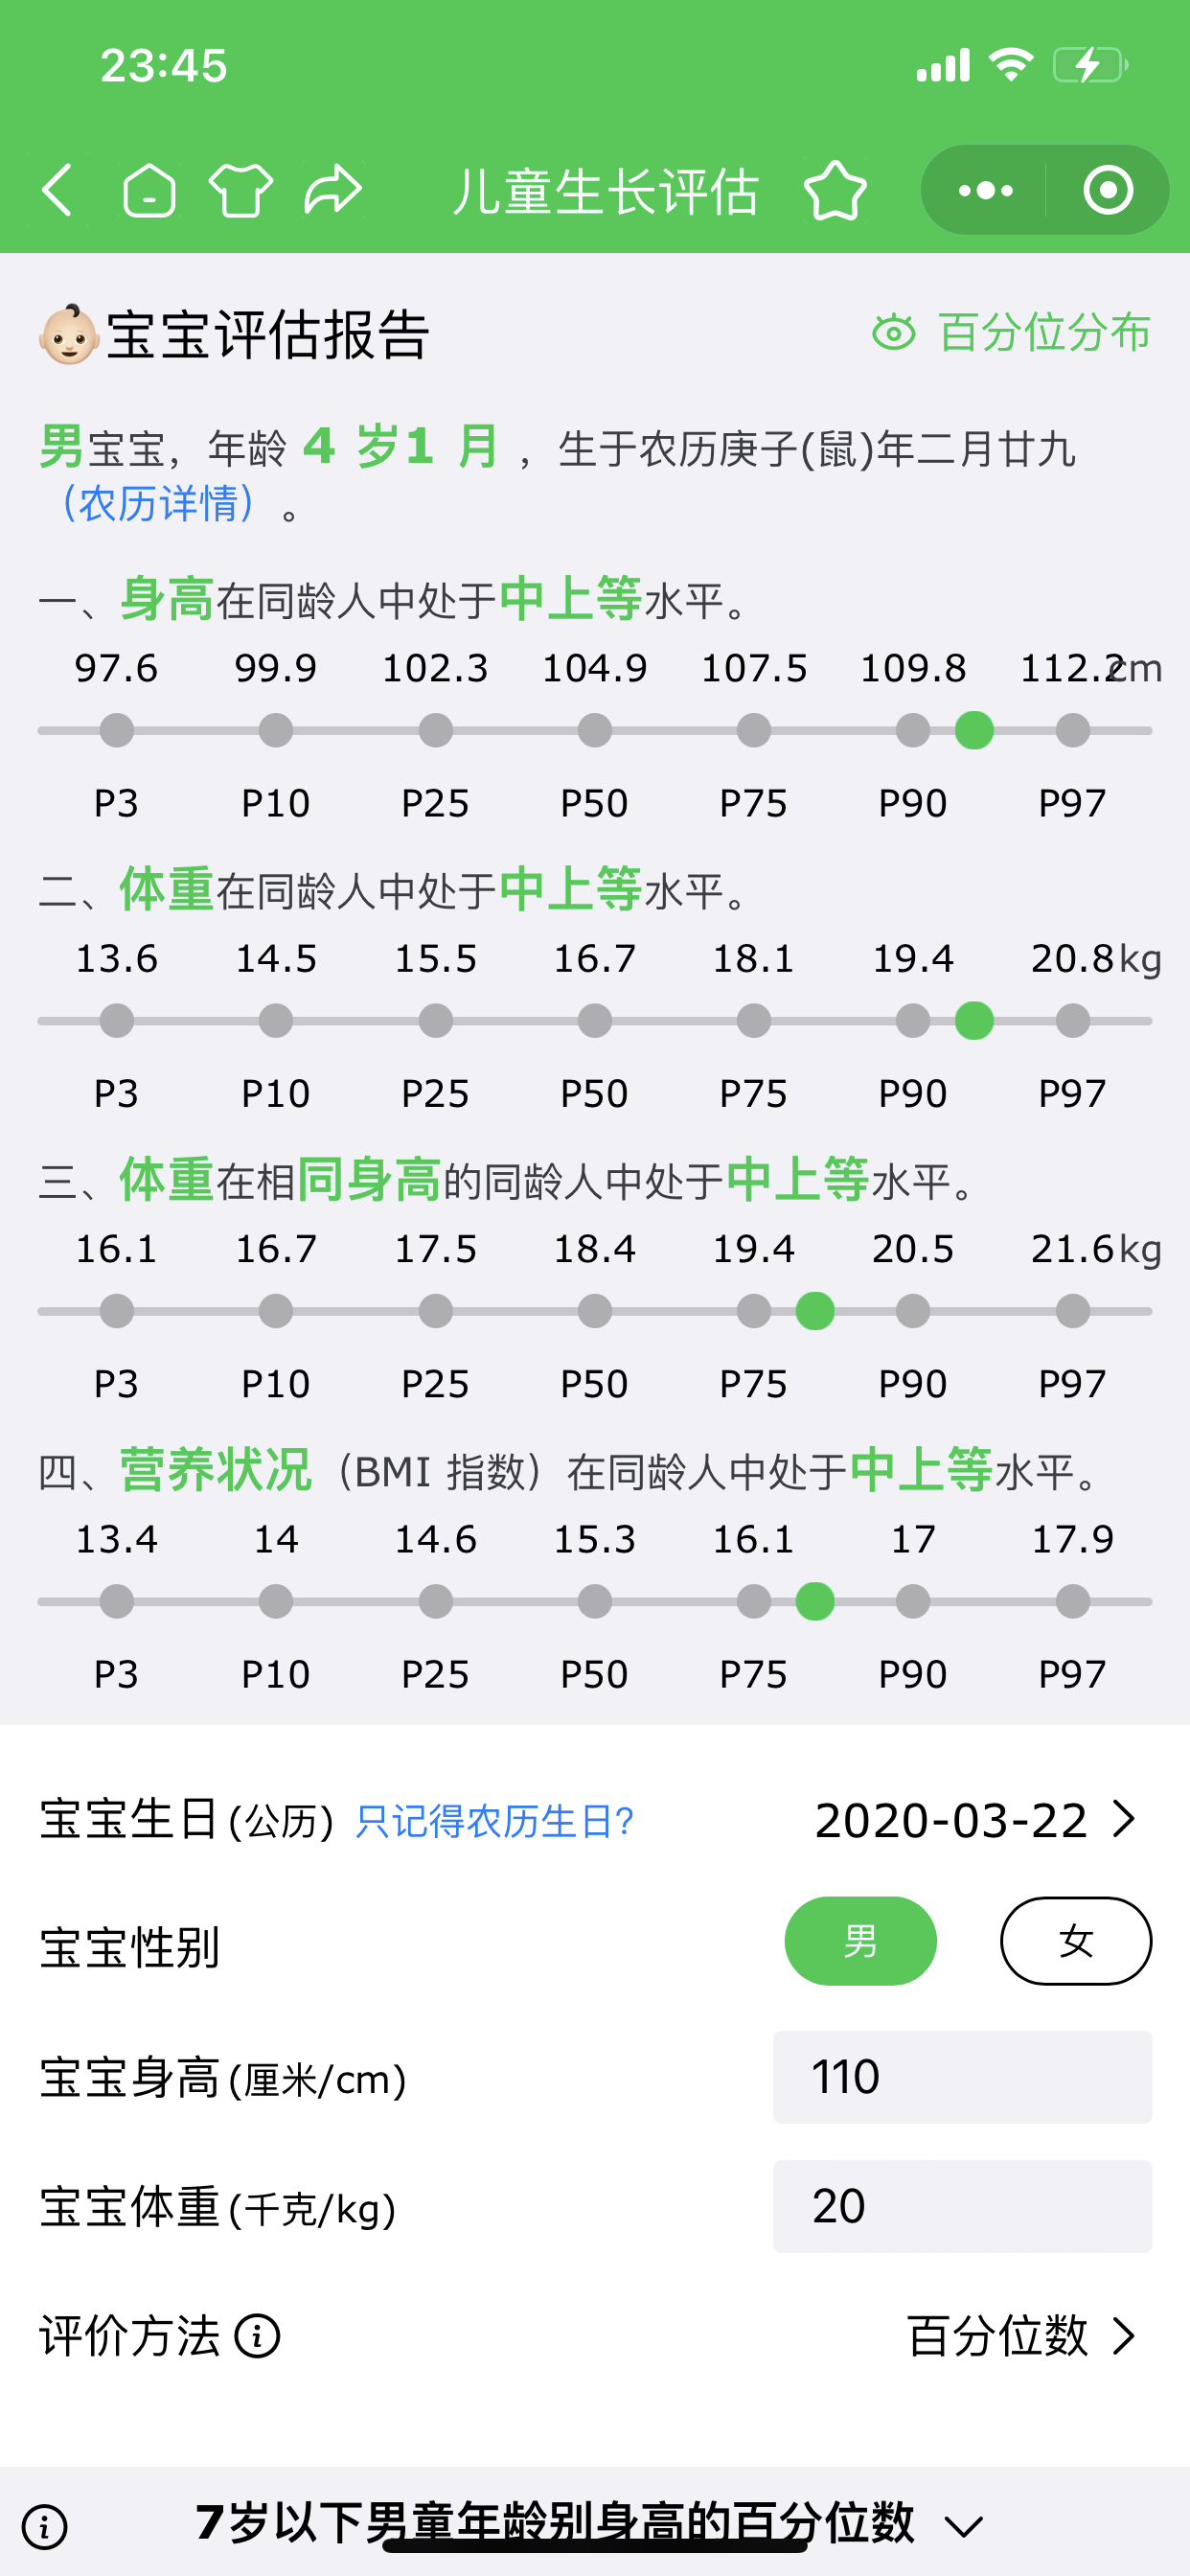 23:45
儿童生长评估
宝宝评估报告
百分位分布
男宝宝，年龄 4 岁1 月 ，生于农历庚子(鼠)年二月廿九
（农历详情）。
一、身高在同龄人中处于中上等水平。
97.6 99.9 102.3 104.9 107.5 109.8 112.2 cm
P3 P10 P25 P50 P75 P90 P97
二、体重在同龄人中处于中上等水平。
13.6 14.5 15.5 16.7 18.1 19.4 20.8 kg
P3 P10 P25 P50 P75 P90 P97
三、体重在相同身高的同龄人中处于中上等水平。
16.1 16.7 17.5 18.4 19.4 20.5 21.6 kg
P3 P10 P25 P50 P75 P90 P97
四、营养状况（BMI 指数）在同龄人中处于中上等水平。
13.4 14 14.6 15.3 16.1 17 17.9
P3 P10 P25 P50 P75 P90 P97
宝宝生日(公历) 只记得农历生日? 2020-03-22
宝宝性别 男 女
宝宝身高(厘米/cm) 110
宝宝体重(千克/kg) 20
评价方法 百分位数
7岁以下男童年龄别身高的百分位数